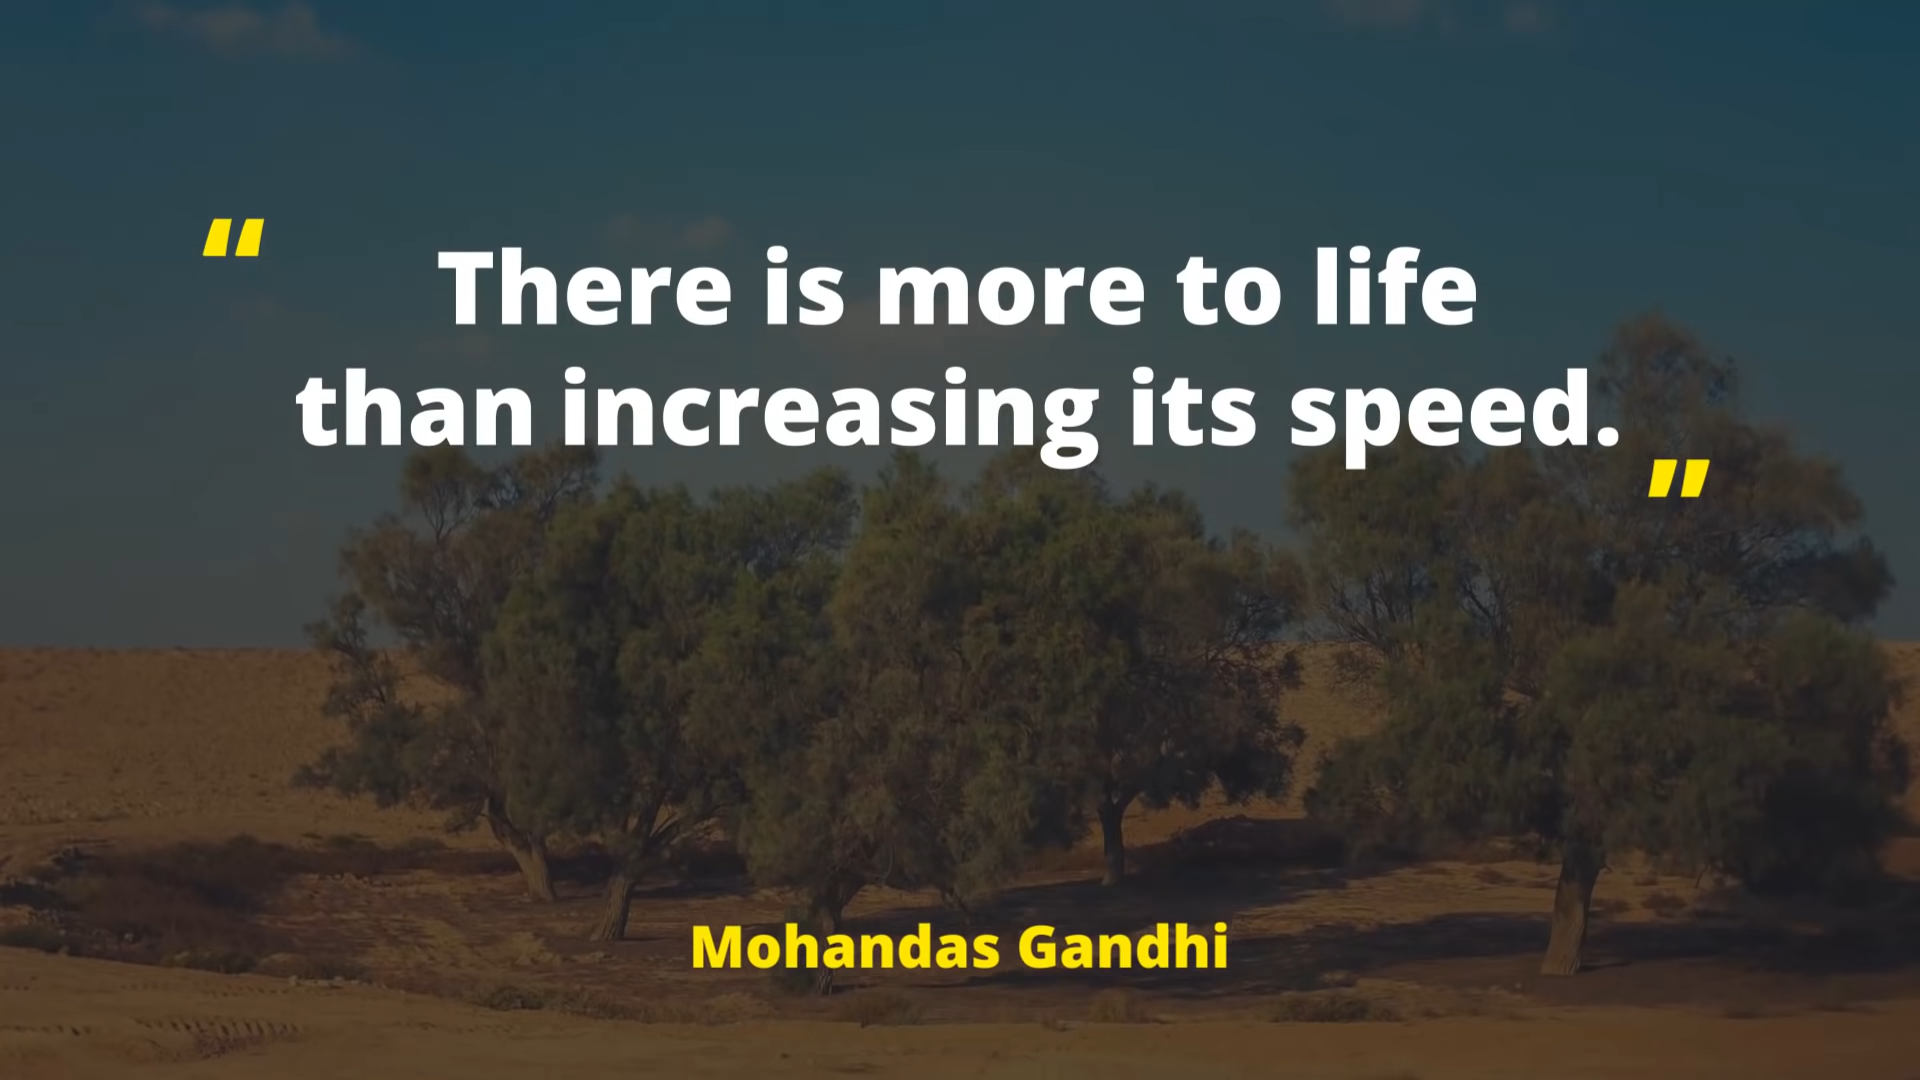 “
There is more to life
than increasing its speed.
”
Mohandas Gandhi